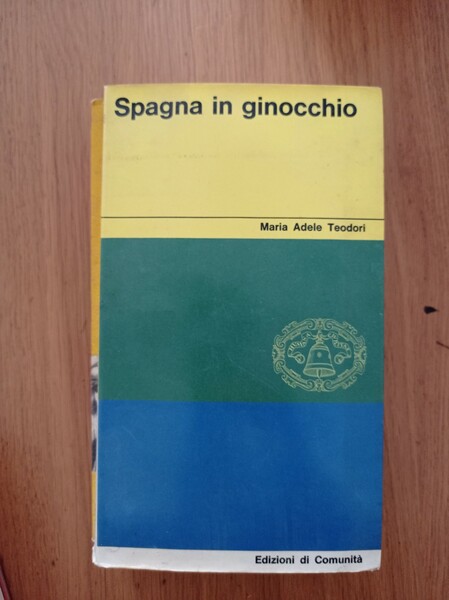 Spagna in ginocchio
Maria Adele Teodori
Edizioni di Comunità